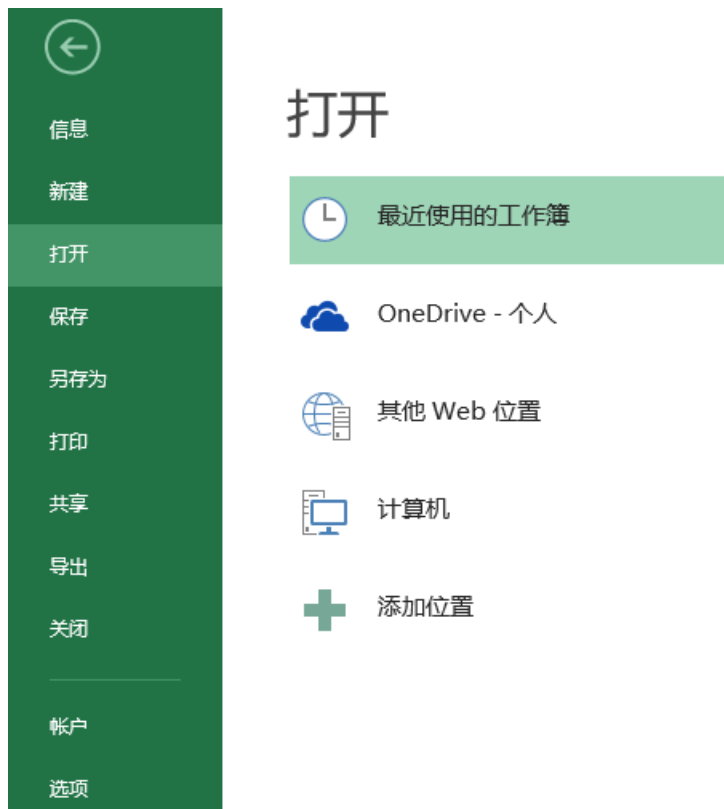 信息
新建
打开
保存
另存为
打印
共享
导出
关闭
帐户
选项
打开
最近使用的工作簿
OneDrive - 个人
其他 Web 位置
计算机
添加位置